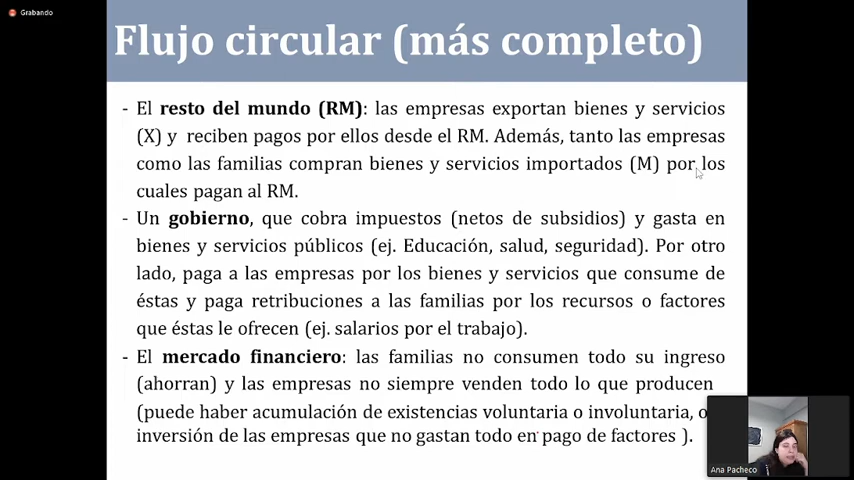 Grabando
Flujo circular (más completo)
- El resto del mundo (RM): las empresas exportan bienes y servicios
(X) y reciben pagos por ellos desde el RM. Además, tanto las empresas
como las familias compran bienes y servicios importados (M) por los
cuales pagan al RM.
- Un gobierno, que cobra impuestos (netos de subsidios) y gasta en
bienes y servicios públicos (ej. Educación, salud, seguridad). Por otro
lado, paga a las empresas por los bienes y servicios que consume de
éstas y paga retribuciones a las familias por los recursos o factores
que éstas le ofrecen (ej. salarios por el trabajo).
- El mercado financiero: las familias no consumen todo su ingreso
(ahorran) y las empresas no siempre venden todo lo que producen
(puede haber acumulación de existencias voluntaria o involuntaria, o
inversión de las empresas que no gastan todo en pago de factores ).
Ana Pacheco